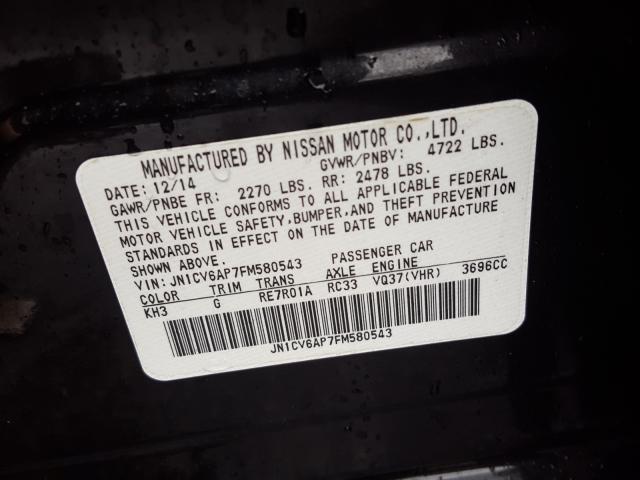 MANUFACTURED BY NISSAN MOTOR CO.,LTD.
DATE: 12/14 GVWR/PNBV: 4722 LBS.
GAWR/PNBE FR: 2270 LBS. RR: 2478 LBS.
THIS VEHICLE CONFORMS TO ALL APPLICABLE FEDERAL
MOTOR VEHICLE SAFETY,BUMPER,AND THEFT PREVENTION
STANDARDS IN EFFECT ON THE DATE OF MANUFACTURE
SHOWN ABOVE.
VIN:JN1CV6AP7FM580543 PASSENGER CAR
COLOR TRIM TRANS AXLE ENGINE
KH3 G RE7R01A RC33 VQ37(VHR) 3696CC
JN1CV6AP7FM580543